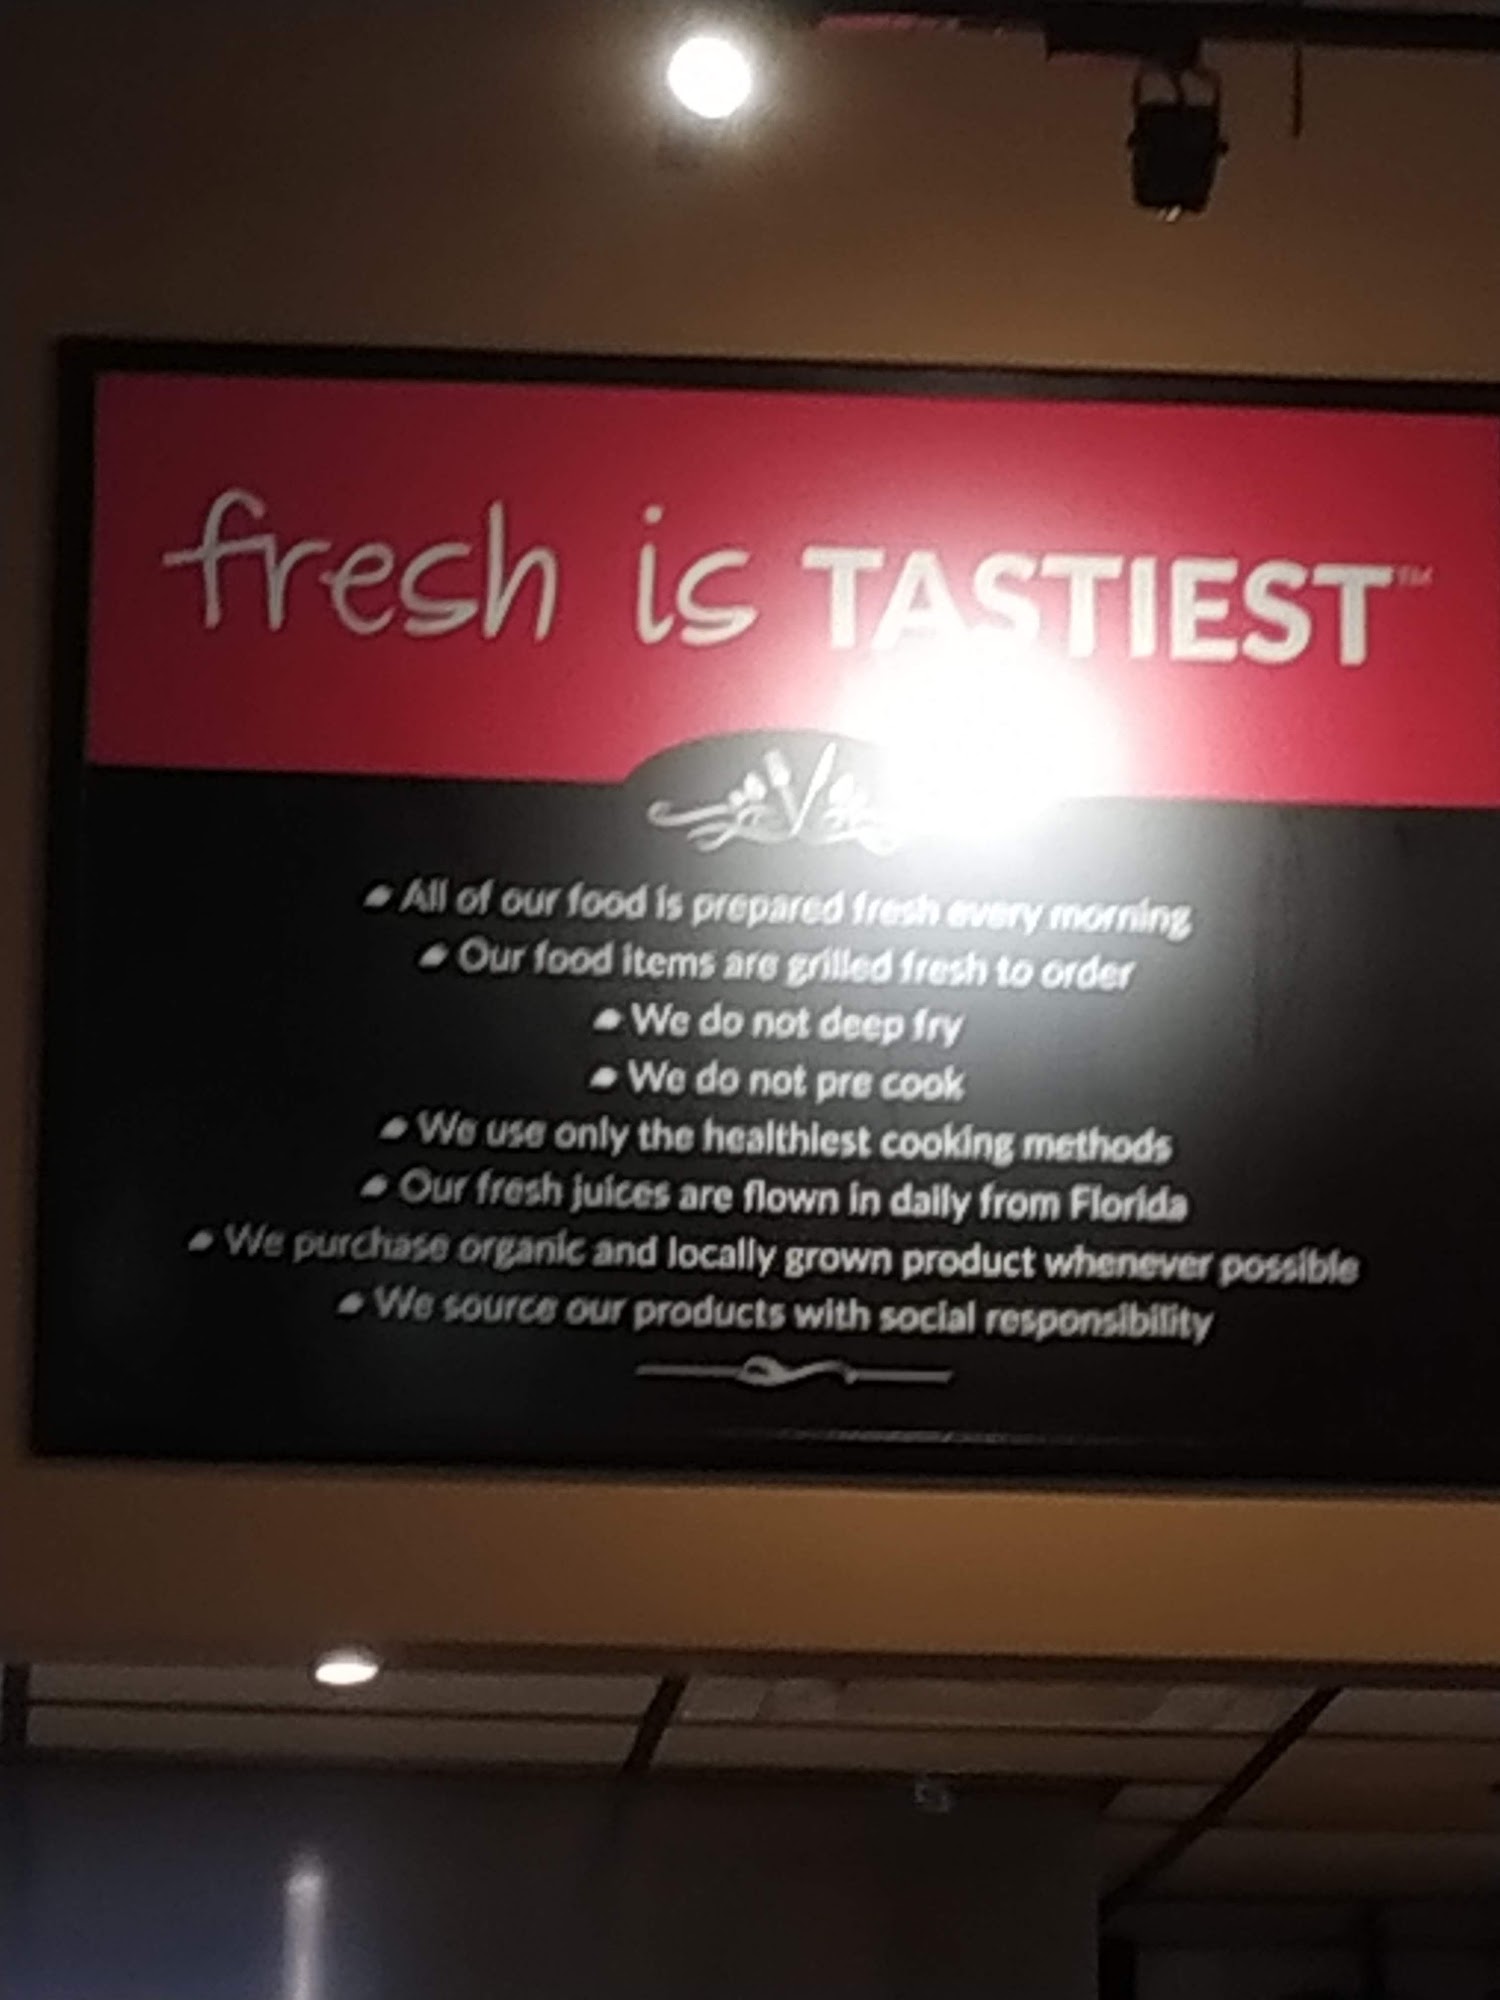 fresh is TASTIEST™
All of our food is prepared fresh every morning
Our food items are grilled fresh to order
We do not deep fry
We do not pre cook
We use only the healthiest cooking methods
Our fresh juices are flown in daily from Florida
We purchase organic and locally grown product whenever possible
We source our products with social responsibility